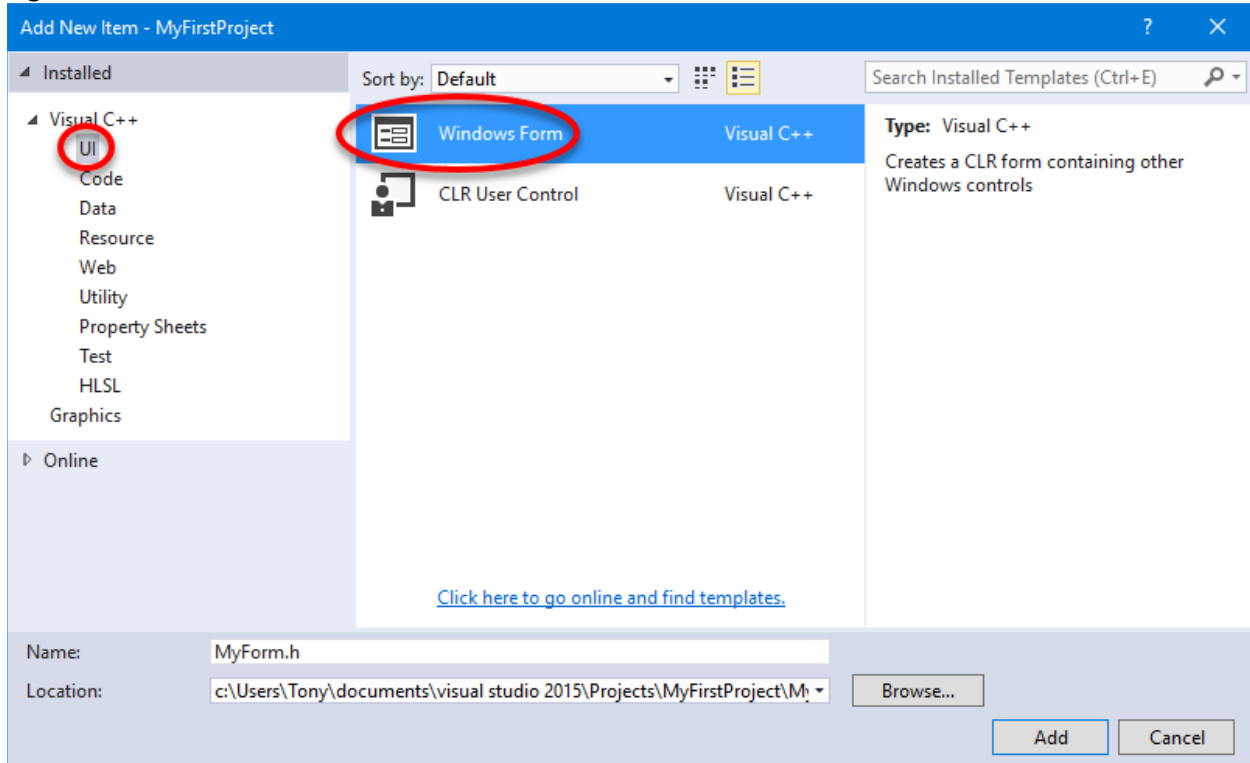 Add New Item - MyFirstProject ? ×
Installed
Sort by: Default
Search Installed Templates (Ctrl+E)
Visual C++
UI
Code
Data
Resource
Web
Utility
Property Sheets
Test
HLSL
Graphics
Online
Windows Form Visual C++
CLR User Control Visual C++
Click here to go online and find templates.
Type: Visual C++
Creates a CLR form containing other
Windows controls
Name: MyForm.h
Location: c:\Users\Tony\documents\visual studio 2015\Projects\MyFirstProject\M
Browse...
Add Cancel